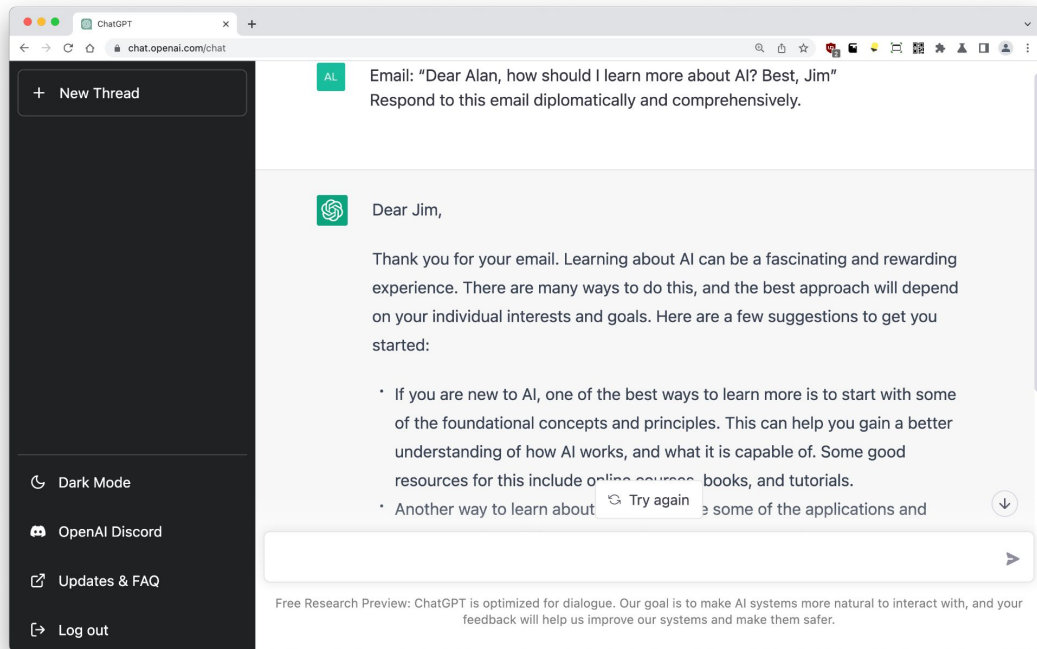 ChatGPT
chat.openai.com/chat
2
New Thread
Dark Mode
OpenAI Discord
Updates & FAQ
Log out
AL
Email: “Dear Alan, how should I learn more about AI? Best, Jim”
Respond to this email diplomatically and comprehensively.
Dear Jim,
Thank you for your email. Learning about AI can be a fascinating and rewarding
experience. There are many ways to do this, and the best approach will depend
on your individual interests and goals. Here are a few suggestions to get you
started:
• If you are new to AI, one of the best ways to learn more is to start with some
of the foundational concepts and principles. This can help you gain a better
understanding of how AI works, and what it is capable of. Some good
resources for this include online courses, books, and tutorials.
• Another way to learn about some of the applications and
Try again
Free Research Preview: ChatGPT is optimized for dialogue. Our goal is to make AI systems more natural to interact with, and your
feedback will help us improve our systems and make them safer.